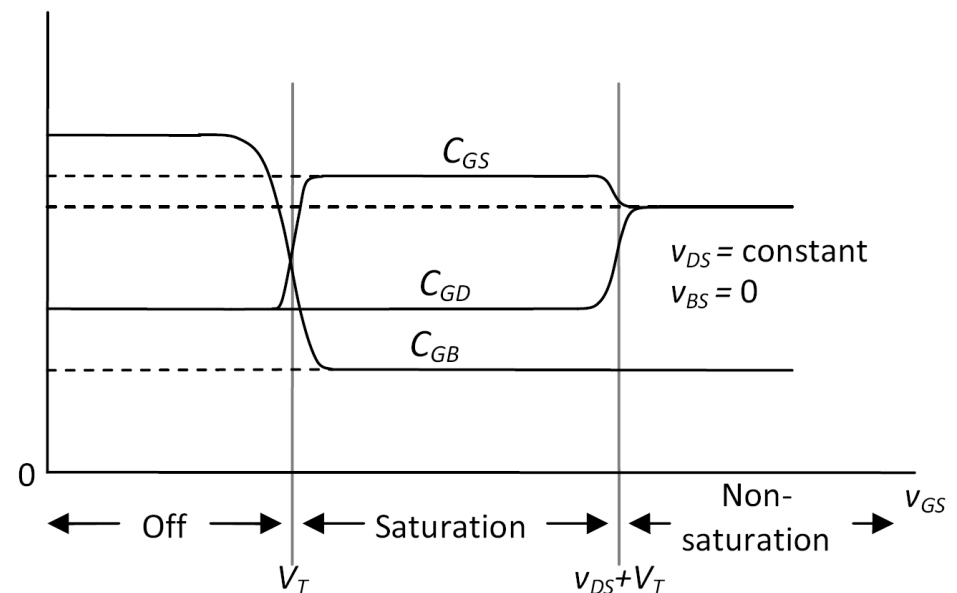 C_GS
v_DS = constant
v_BS = 0
C_GD
C_GB
0
v_GS
Off
Saturation
Non-
saturation
V_T
v_DS+V_T